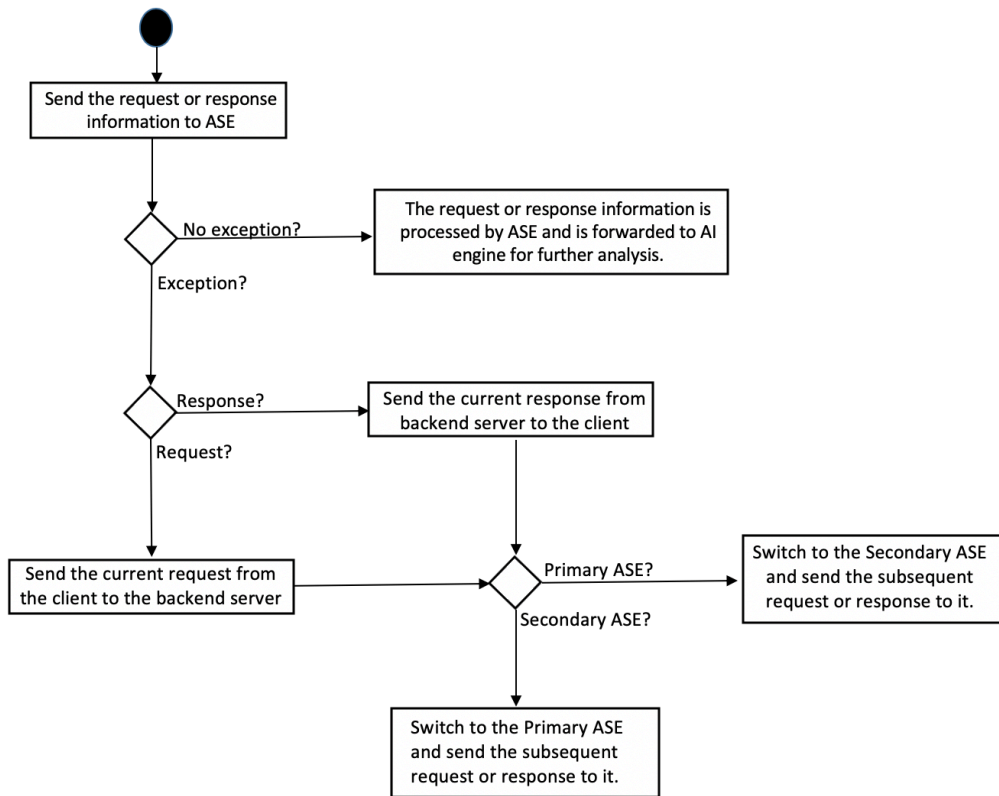 Send the request or response
information to ASE
No exception?
The request or response information is
processed by ASE and is forwarded to AI
engine for further analysis.
Exception?
Response?
Send the current response from
backend server to the client
Request?
Send the current request from
the client to the backend server
Primary ASE?
Switch to the Secondary ASE
and send the subsequent
request or response to it.
Secondary ASE?
Switch to the Primary ASE
and send the subsequent
request or response to it.